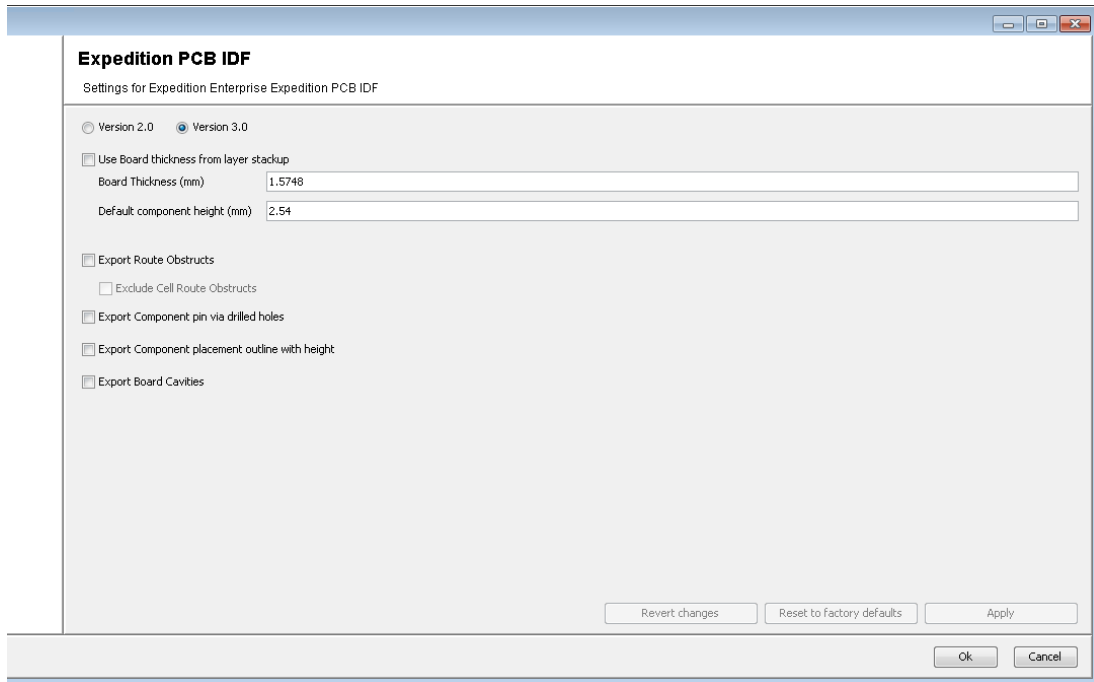 Expedition PCB IDF
Settings for Expedition Enterprise Expedition PCB IDF
Version 2.0 Version 3.0
Use Board thickness from layer stackup
Board Thickness (mm) 1.5748
Default component height (mm) 2.54
Export Route Obstructs
Exclude Cell Route Obstructs
Export Component pin via drilled holes
Export Component placement outline with height
Export Board Cavities
Revert changes Reset to factory defaults Apply
Ok Cancel